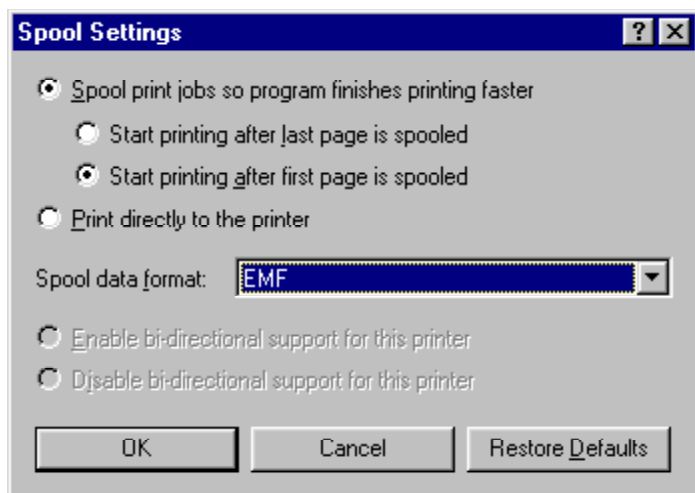 Spool Settings
Spool print jobs so program finishes printing faster
Start printing after last page is spooled
Start printing after first page is spooled
Print directly to the printer
Spool data format: EMF
Enable bi-directional support for this printer
Disable bi-directional support for this printer
OK Cancel Restore Defaults